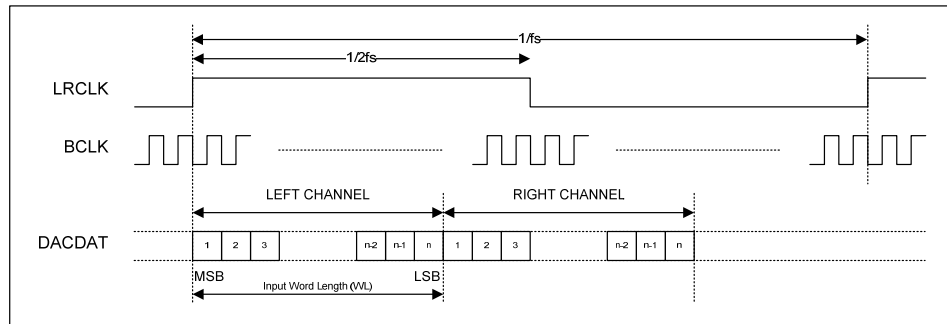 1/fs
1/2fs
LRCLK
BCLK
LEFT CHANNEL RIGHT CHANNEL
DACDAT 1 2 3 n-2 n-1 n 1 2 3 n-2 n-1 n
MSB LSB
Input Word Length (WL)